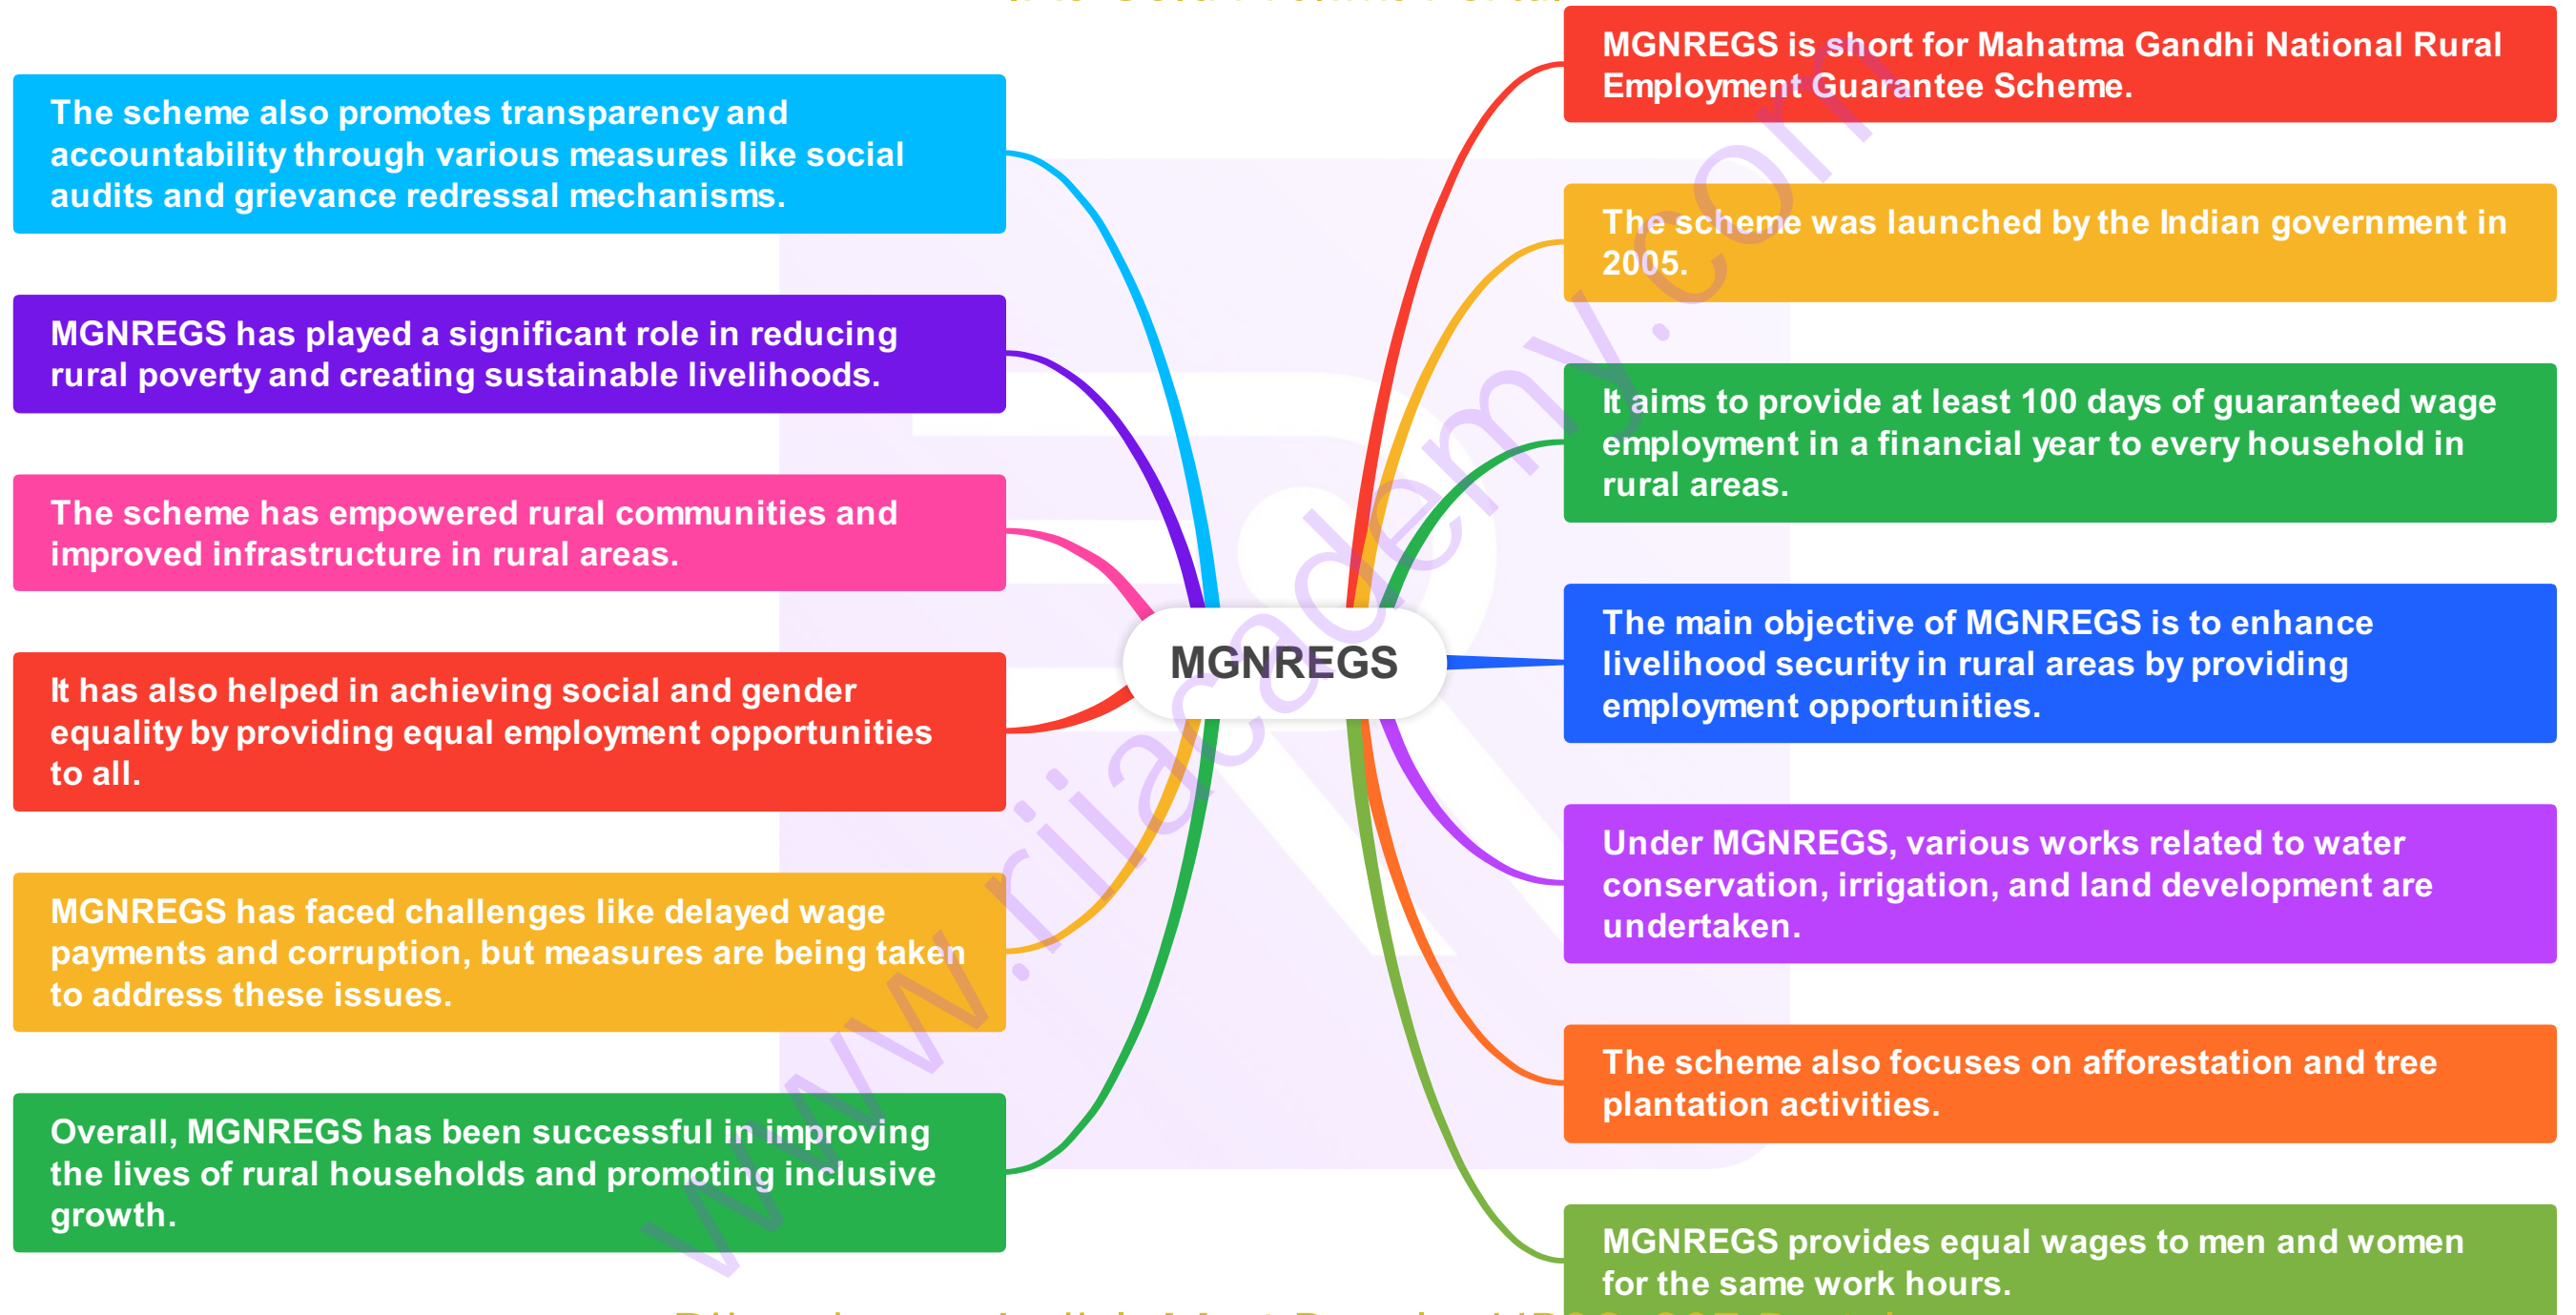 MGNREGS is short for Mahatma Gandhi National Rural
Employment Guarantee Scheme.
The scheme was launched by the Indian government in
2005.
It aims to provide at least 100 days of guaranteed wage
employment in a financial year to every household in
rural areas.
The main objective of MGNREGS is to enhance
livelihood security in rural areas by providing
employment opportunities.
Under MGNREGS, various works related to water
conservation, irrigation, and land development are
undertaken.
The scheme also focuses on afforestation and tree
plantation activities.
MGNREGS provides equal wages to men and women
for the same work hours.
The scheme also promotes transparency and
accountability through various measures like social
audits and grievance redressal mechanisms.
MGNREGS has played a significant role in reducing
rural poverty and creating sustainable livelihoods.
The scheme has empowered rural communities and
improved infrastructure in rural areas.
It has also helped in achieving social and gender
equality by providing equal employment opportunities
to all.
MGNREGS has faced challenges like delayed wage
payments and corruption, but measures are being taken
to address these issues.
Overall, MGNREGS has been successful in improving
the lives of rural households and promoting inclusive
growth.
MGNREGS
www.rijacademy.com